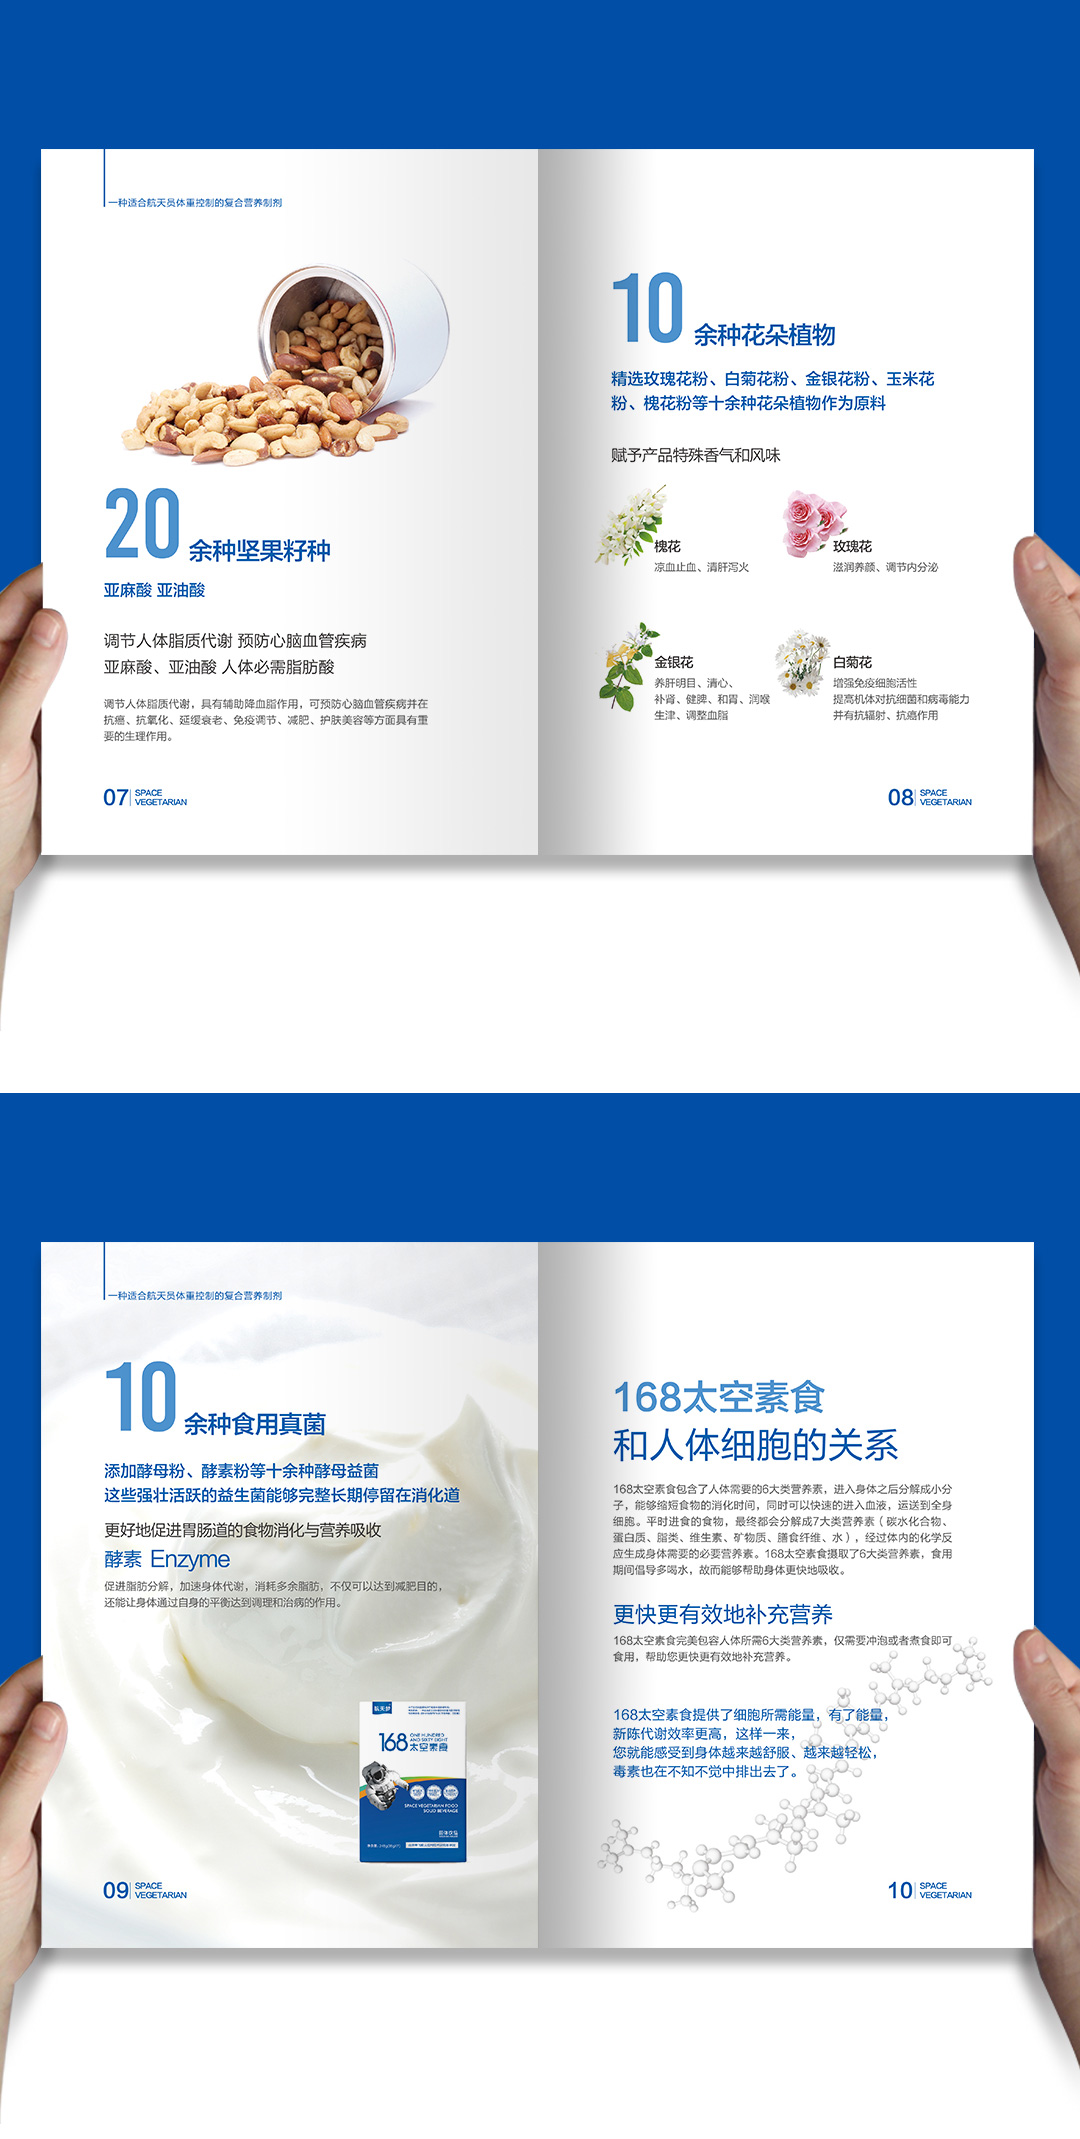 一种适合航天员体重控制的复合营养制剂
20 余种坚果籽种
亚麻酸 亚油酸
调节人体脂质代谢 预防心脑血管疾病
亚麻酸、亚油酸 人体必需脂肪酸
调节人体脂质代谢，具有辅助降血脂作用，可预防心脑血管疾病并在
抗癌、抗氧化、延缓衰老、免疫调节、减肥、护肤美容等方面具有重
要的生理作用。
07 SPACE
VEGETARIAN
10 余种花朵植物
精选玫瑰花粉、白菊花粉、金银花粉、玉米花
粉、槐花粉等十余种花朵植物作为原料
赋予产品特殊香气和风味
槐花
凉血止血、清肝泻火
玫瑰花
滋润养颜、调节内分泌
金银花
养肝明目、清心、
补肾、健脾、和胃、润喉
生津、调整血脂
白菊花
增强免疫细胞活性
提高机体对抗细菌和病毒能力
并有抗辐射、抗癌作用
08 SPACE
VEGETARIAN
一种适合航天员体重控制的复合营养制剂
10 余种食用真菌
添加酵母粉、酵素粉等十余种酵母益菌
这些强壮活跃的益生菌能够完整长期停留在消化道
更好地促进胃肠道的食物消化与营养吸收
酵素 Enzyme
促进脂肪分解，加速身体代谢，消耗多余脂肪，不仅可以达到减肥目的，
还能让身体通过自身的平衡达到调理和治病的作用。
航天梦
168 ONE HUNDRED
AND SIXTY EIGHT
太空素食
SPACE VEGETARIAN FOOD
SOLID BEVERAGE
固体饮料
09 SPACE
VEGETARIAN
168太空素食
和人体细胞的关系
168太空素食包含了人体需要的6大类营养素，进入身体之后分解成小分
子，能够缩短食物的消化时间，同时可以快速的进入血液，运送到全身
细胞。平时进食的食物，最终都会分解成7大类营养素（碳水化合物、
蛋白质、脂类、维生素、矿物质、膳食纤维、水），经过体内的化学反
应生成身体需要的必要营养素。168太空素食摄取了6大类营养素，食用
期间倡导多喝水，故而能够帮助身体更快地吸收。
更快更有效地补充营养
168太空素食完美包容人体所需6大类营养素，仅需要冲泡或者煮食即可
食用，帮助您更快更有效地补充营养。
168太空素食提供了细胞所需能量，有了能量，
新陈代谢效率更高，这样一来，
您就能感受到身体越来越舒服、越来越轻松，
毒素也在不知不觉中排出去了。
10 SPACE
VEGETARIAN